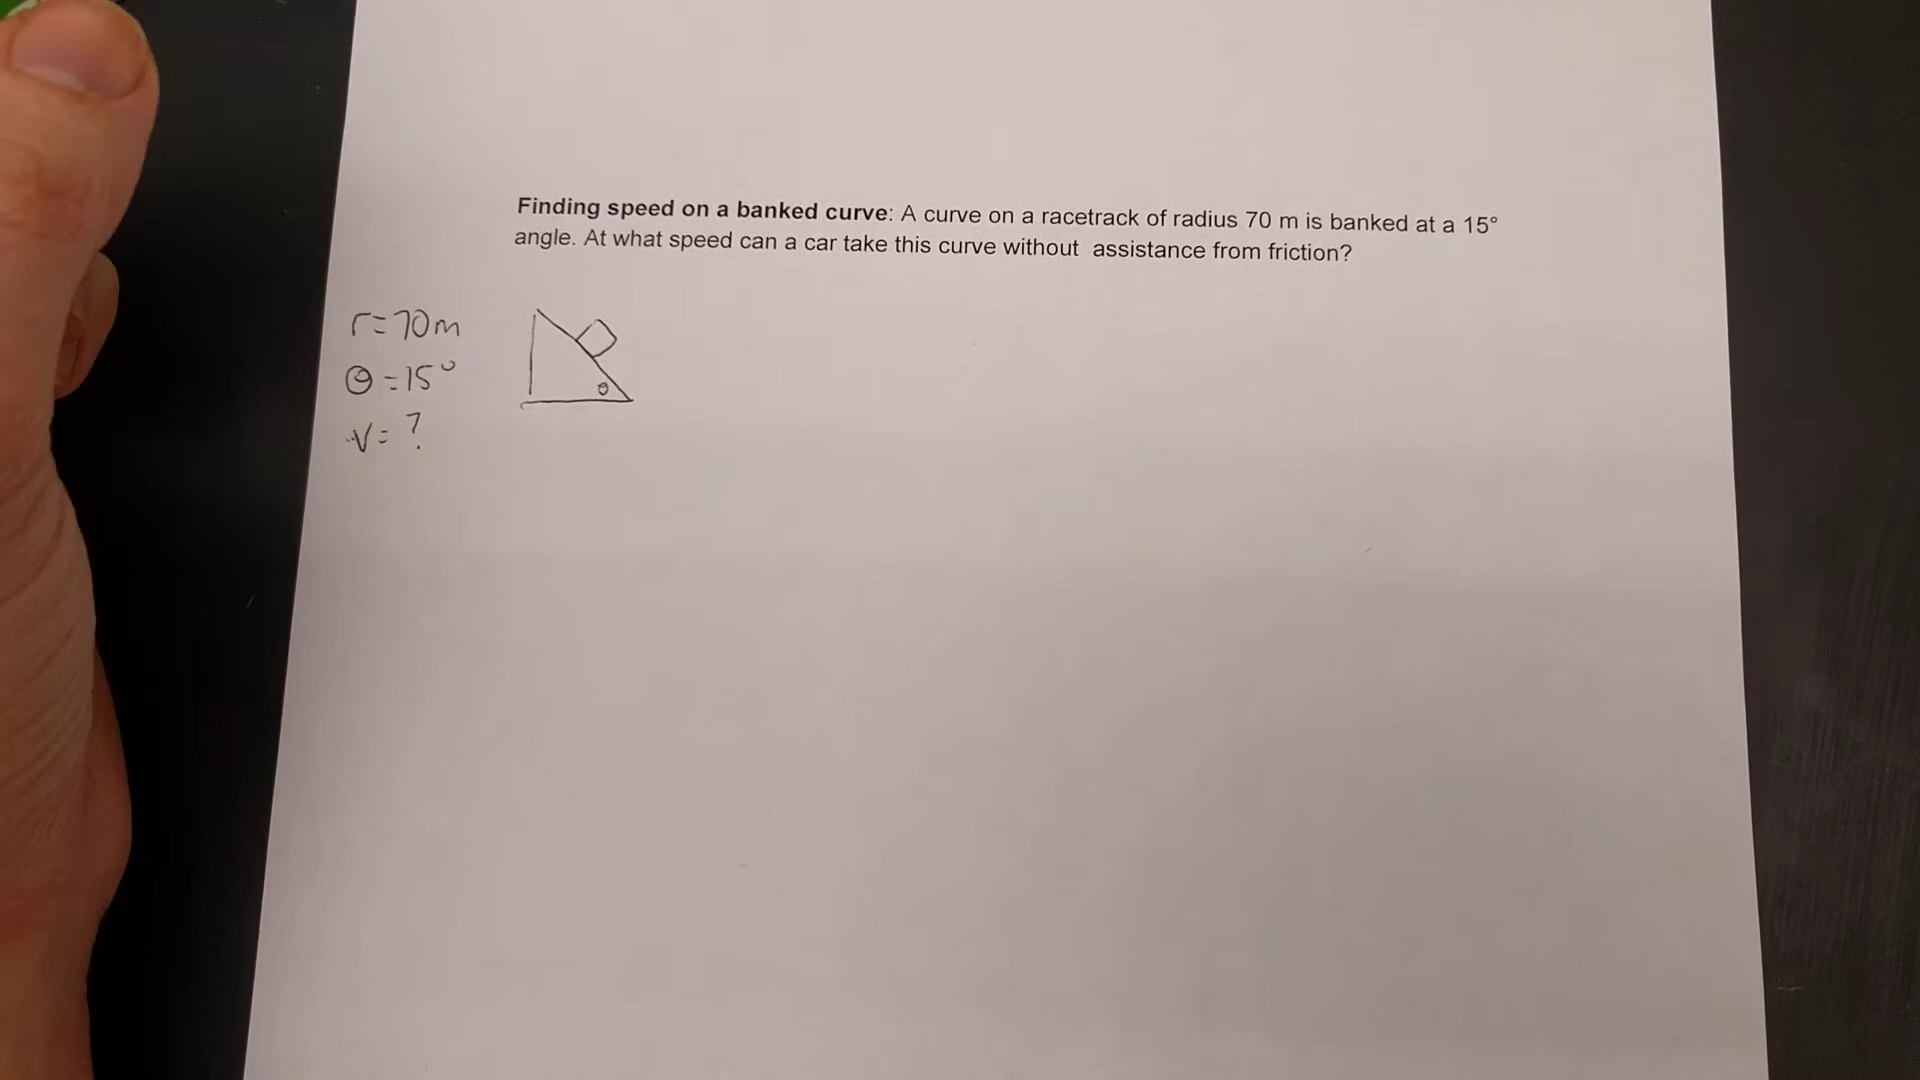 Finding speed on a banked curve: A curve on a racetrack of radius 70 m is banked at a 15°
angle. At what speed can a car take this curve without assistance from friction?
r=70m
θ=15°
v=?
θ